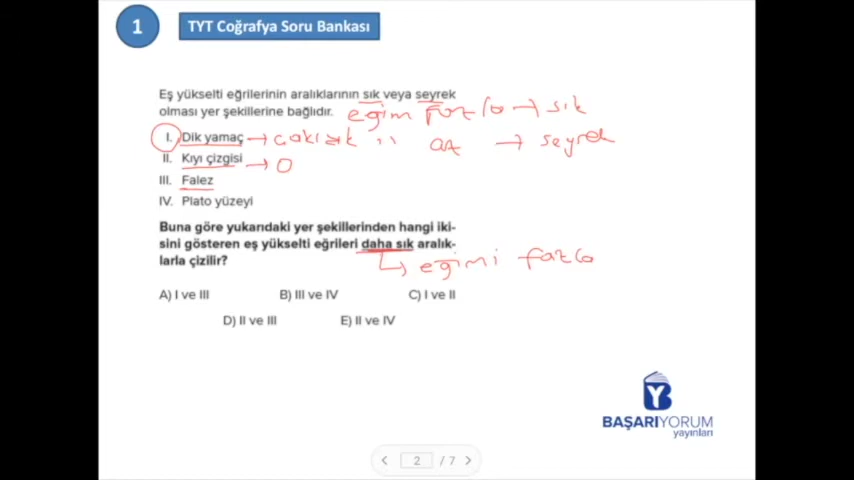 1
TYT Coğrafya Soru Bankası
Eş yükselti eğrilerinin aralıklarının sık veya seyrek
olması yer şekillerine bağlıdır.
eğim fazla → sık
I. Dik yamaç →
" az → seyrek
II. Kıyı çizgisi → 0
III. Falez
IV. Plato yüzeyi
Buna göre yukarıdaki yer şekillerinden hangi iki-
sini gösteren eş yükselti eğrileri daha sık aralık-
larla çizilir?
eğimi fazla
A) I ve III B) III ve IV C) I ve II
D) II ve III E) II ve IV
BAŞARIYORUM
yayınları
2 / 7